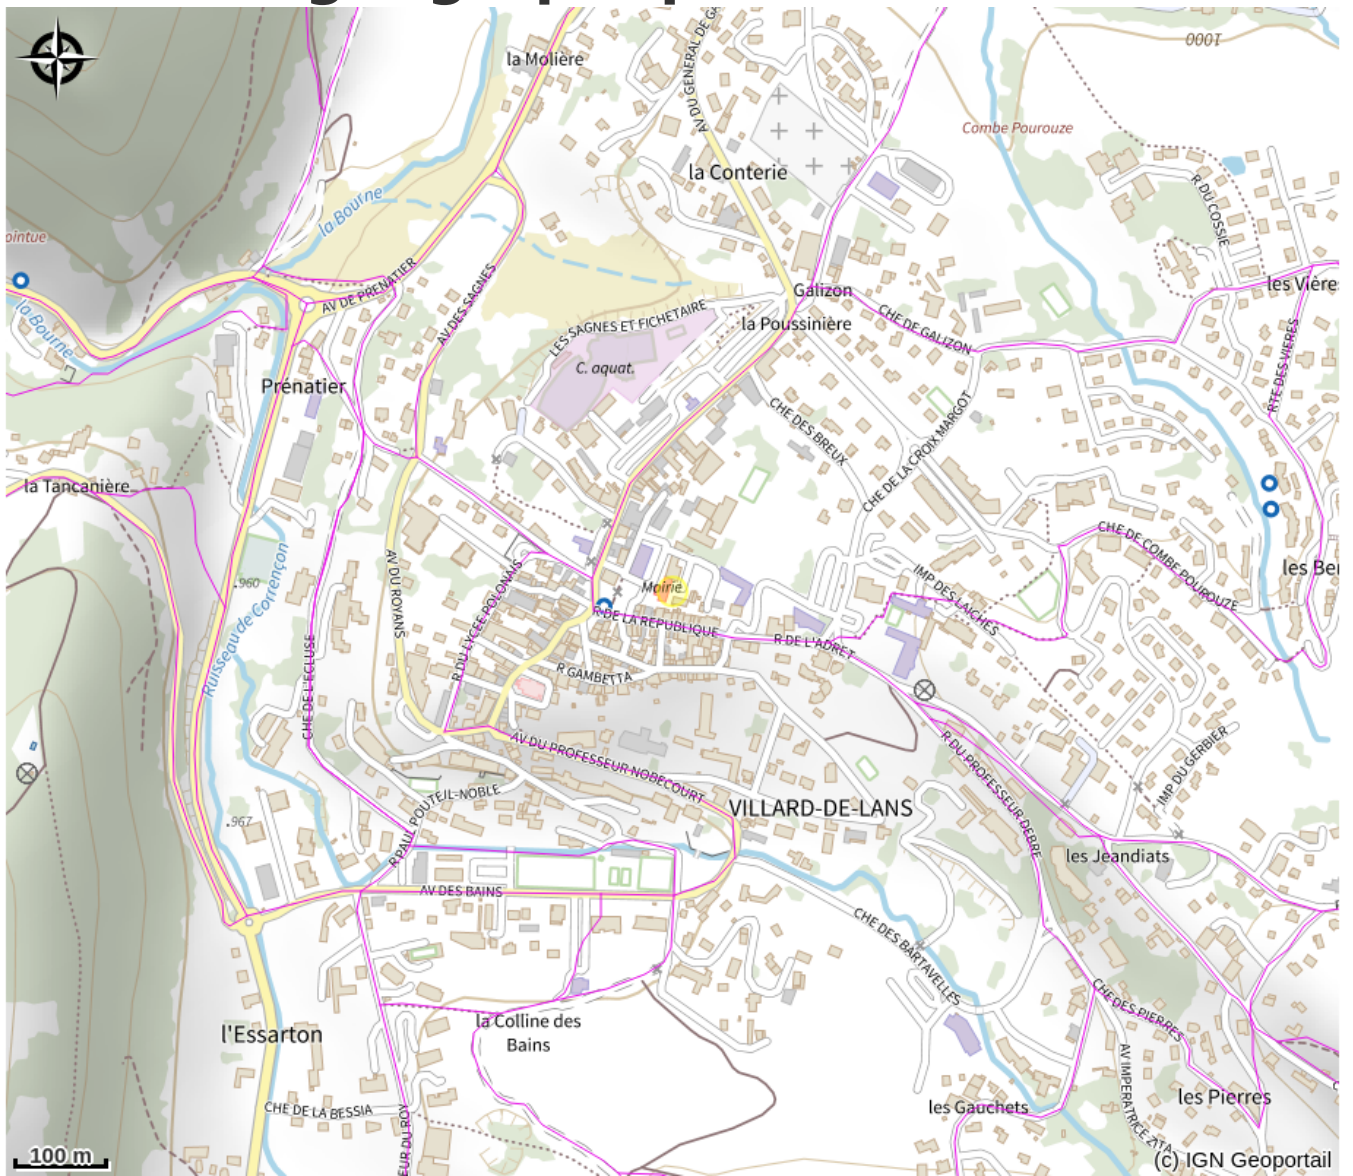 la Molière
AV DU GENERAL DE GA
1000
Combe Pourouze
la Conterie
R DU COSSIE
la Bourne
ointue
les Vière
AV DE PRENATIER
AV DES SAGNES
Galizon
la Bourne
LES SAGNES ET FICHETAIRE
la Poussinière
CHE DE GALIZON
RTE DES VIERES
C. aquat.
Prénatier
CHE DES BREUX
CHE DE LA CROIX MARGOT
la Tancanière
CHE DE COMBE POUROUZE
les Be
AV DU ROYANS
R DU LYCEE POLONAIS
Mairie
IMP DES LAICHES
.960
Ruisseau de Corrençon
R DE LA REPUBLIQUE
R DE L'ADRET
CHE DE L'ECLUSE
R GAMBETTA
AV DU PROFESSEUR NOBECOURT
R DU PROFESSEUR DEBRE
IMP DU GERBIER
R PAUL POUTEIL-NOBLE
VILLARD-DE-LANS
.967
les Jeandiats
AV DES BAINS
CHE DES BARTAVELLES
CHE DES PIERRES
la Colline des
Bains
l'Essarton
AV IMPERATRICE ZITA
les Pierres
CHE DE LA BESSIA
les Gauchets
100 m
(c) IGN Geoportail